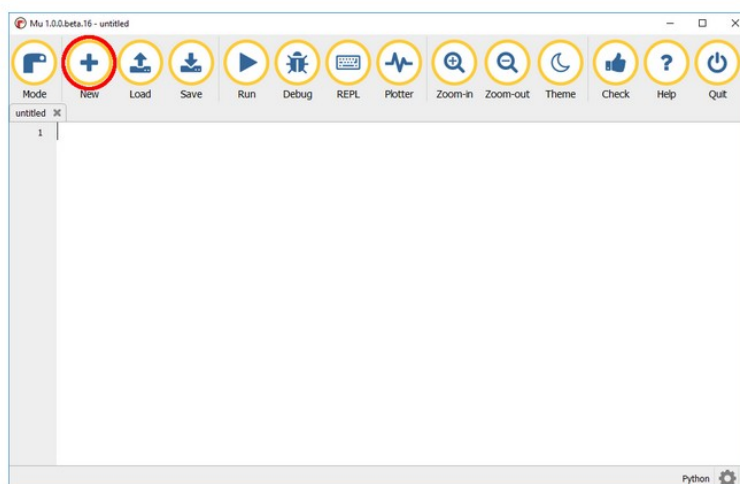 Mu 1.0.0.beta.16 - untitled
Mode New Load Save Run Debug REPL Plotter Zoom-in Zoom-out Theme Check Help Quit
untitled
1
Python